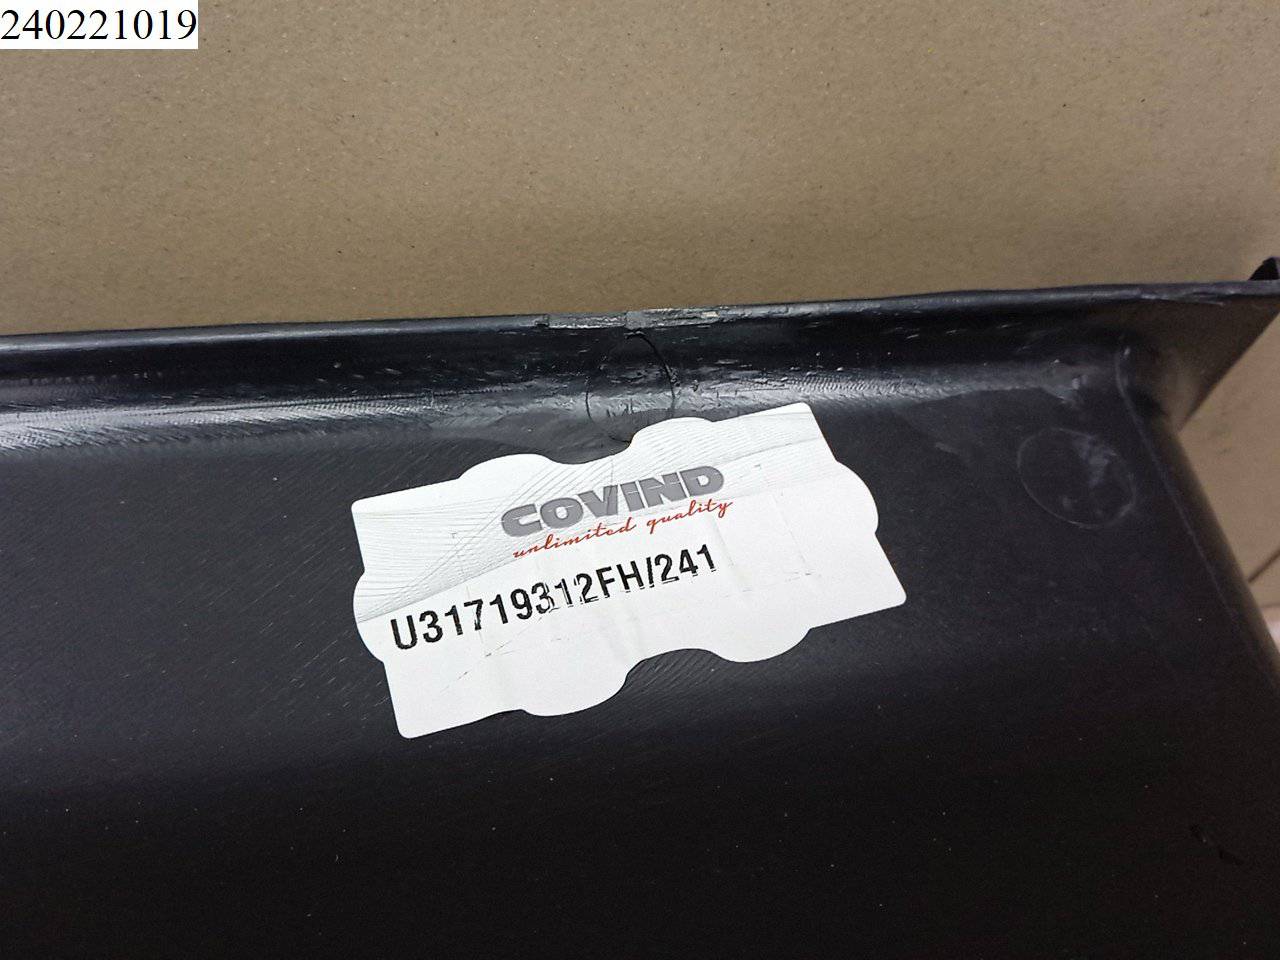 240221019
COVIND
unlimited quality
U31719312FH/241